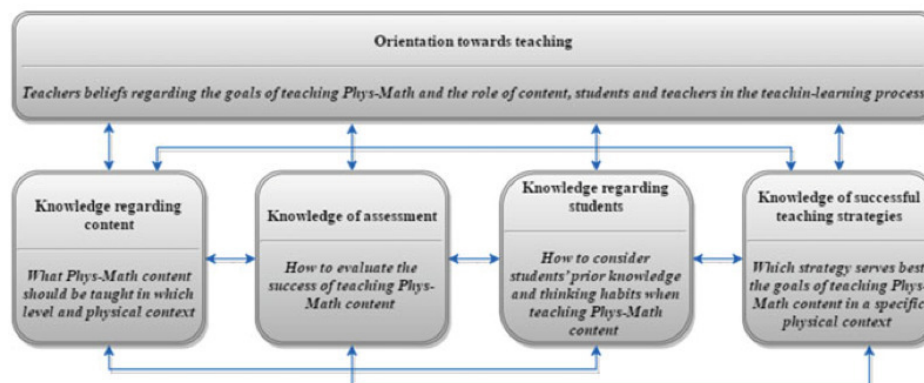 Orientation towards teaching
Teachers beliefs regarding the goals of teaching Phys-Math and the role of content, students and teachers in the teachin-learning process
Knowledge regarding
content
What Phys-Math content
should be taught in which
level and physical context
Knowledge of assessment
How to evaluate the
success of teaching Phys-
Math content
Knowledge regarding
students
How to consider
students' prior knowledge
and thinking habits when
teaching Phys-Math
content
Knowledge of successful
teaching strategies
Which strategy serves best
the goals of teaching Phys-
Math content in a specific
physical context